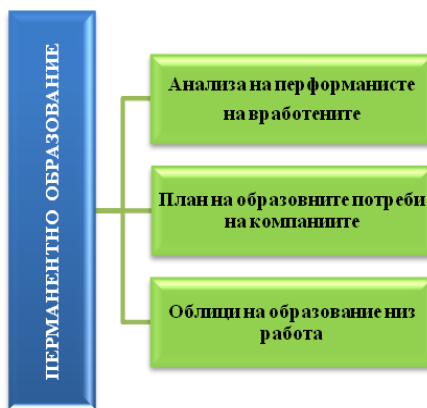 ПЕРМАНЕНТНО ОБРАЗОВАНИЕ
Анализа на перформанисте
на вработените
План на образовните потреби
на компаниите
Облици на образование низ
работа